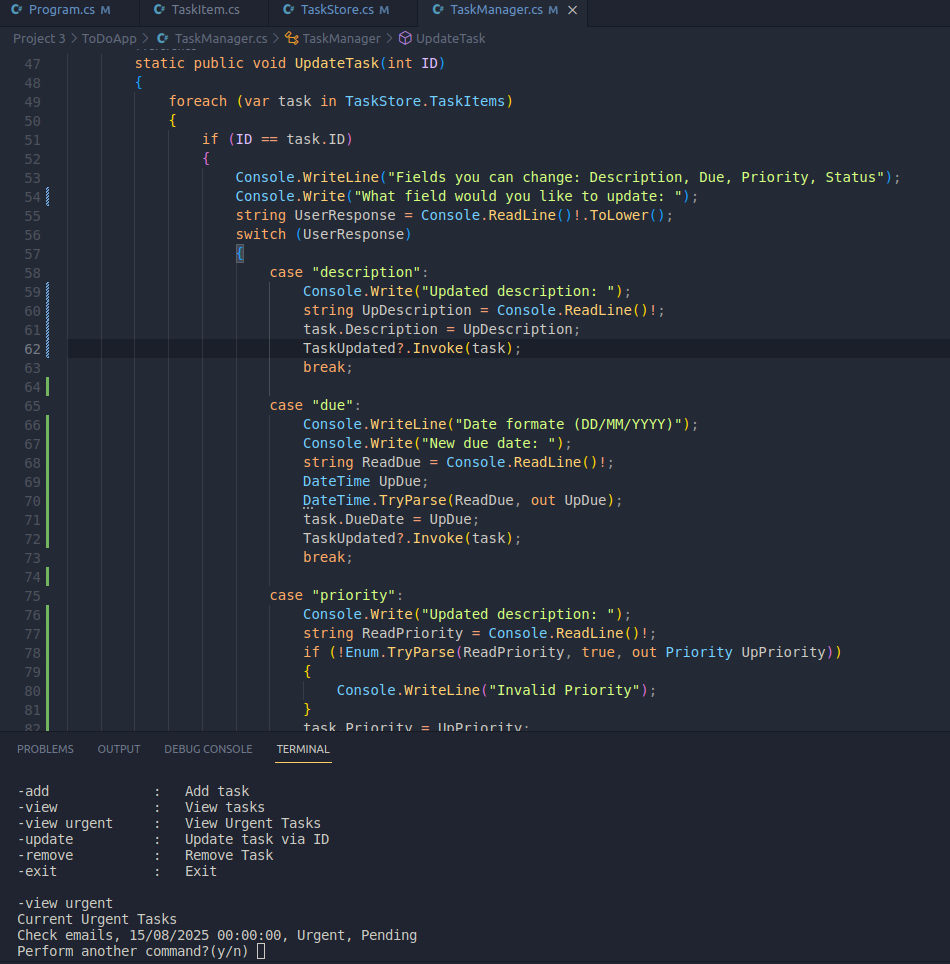 Program.cs M TaskItem.cs TaskStore.cs M TaskManager.cs M
Project 3 > ToDoApp > TaskManager.cs > TaskManager > UpdateTask
47 static public void UpdateTask(int ID)
48 {
49 foreach (var task in TaskStore.TaskItems)
50 {
51 if (ID == task.ID)
52 {
53 Console.WriteLine("Fields you can change: Description, Due, Priority, Status");
54 Console.Write("What field would you like to update: ");
55 string UserResponse = Console.ReadLine()!.ToLower();
56 switch (UserResponse)
57 {
58 case "description":
59 Console.Write("Updated description: ");
60 string UpDescription = Console.ReadLine()!;
61 task.Description = UpDescription;
62 TaskUpdated?.Invoke(task);
63 break;
64
65 case "due":
66 Console.WriteLine("Date formate (DD/MM/YYYY)");
67 Console.Write("New due date: ");
68 string ReadDue = Console.ReadLine()!;
69 DateTime UpDue;
70 DateTime.TryParse(ReadDue, out UpDue);
71 task.DueDate = UpDue;
72 TaskUpdated?.Invoke(task);
73 break;
74
75 case "priority":
76 Console.Write("Updated description: ");
77 string ReadPriority = Console.ReadLine()!;
78 if (!Enum.TryParse(ReadPriority, true, out Priority UpPriority))
79 {
80 Console.WriteLine("Invalid Priority");
81 }
82 task.Priority = UpPriority;
PROBLEMS OUTPUT DEBUG CONSOLE TERMINAL
-add : Add task
-view : View tasks
-view urgent : View Urgent Tasks
-update : Update task via ID
-remove : Remove Task
-exit : Exit
-view urgent
Current Urgent Tasks
Check emails, 15/08/2025 00:00:00, Urgent, Pending
Perform another command?(y/n)